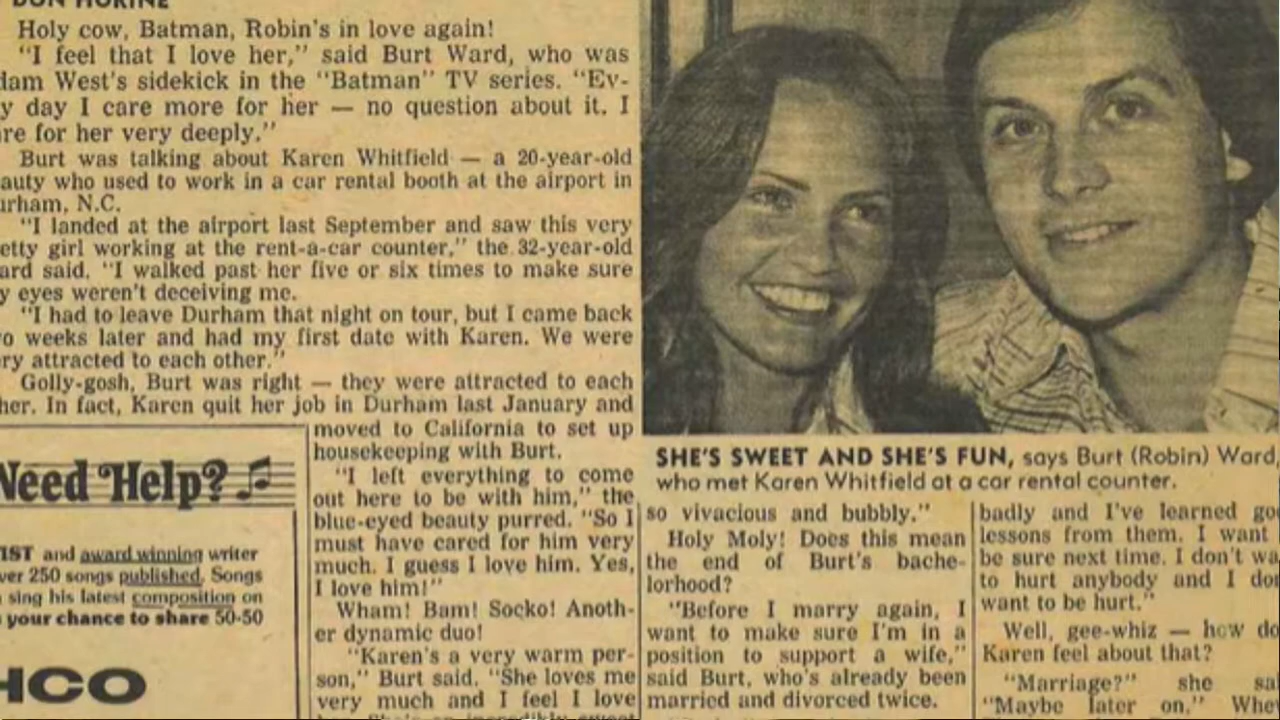 DON HORINE
Holy cow, Batman, Robin's in love again!
"I feel that I love her," said Burt Ward, who was
dam West's sidekick in the "Batman" TV series. "Ev-
y day I care more for her — no question about it. I
re for her very deeply."
Burt was talking about Karen Whitfield — a 20-year-old
auty who used to work in a car rental booth at the airport in
urham, N.C.
"I landed at the airport last September and saw this very
etty girl working at the rent-a-car counter," the 32-year-old
ard said. "I walked past her five or six times to make sure
y eyes weren't deceiving me.
"I had to leave Durham that night on tour, but I came back
vo weeks later and had my first date with Karen. We were
ry attracted to each other."
Golly-gosh, Burt was right — they were attracted to each
her. In fact, Karen quit her job in Durham last January and
moved to California to set up
housekeeping with Burt.
"I left everything to come
out here to be with him," the
blue-eyed beauty purred. "So I
must have cared for him very
much. I guess I love him. Yes,
I love him!"
Wham! Bam! Socko! Anoth-
er dynamic duo!
"Karen's a very warm per-
son," Burt said. "She loves me
very much and I feel I love
her. She's an incredibly sweet
Need Help?
IST and award winning writer
ver 250 songs published. Songs
sing his latest composition on
your chance to share 50-50
HCO
SHE'S SWEET AND SHE'S FUN, says Burt (Robin) Ward,
who met Karen Whitfield at a car rental counter.
so vivacious and bubbly."
Holy Moly! Does this mean
the end of Burt's bache-
lorhood?
"Before I marry again, I
want to make sure I'm in a
position to support a wife,"
said Burt, who's already been
married and divorced twice.
badly and I've learned goo
lessons from them. I want
be sure next time. I don't wa
to hurt anybody and I don
want to be hurt."
Well, gee-whiz — how do
Karen feel about that?
"Marriage?" she sai
"Maybe later on." Whe